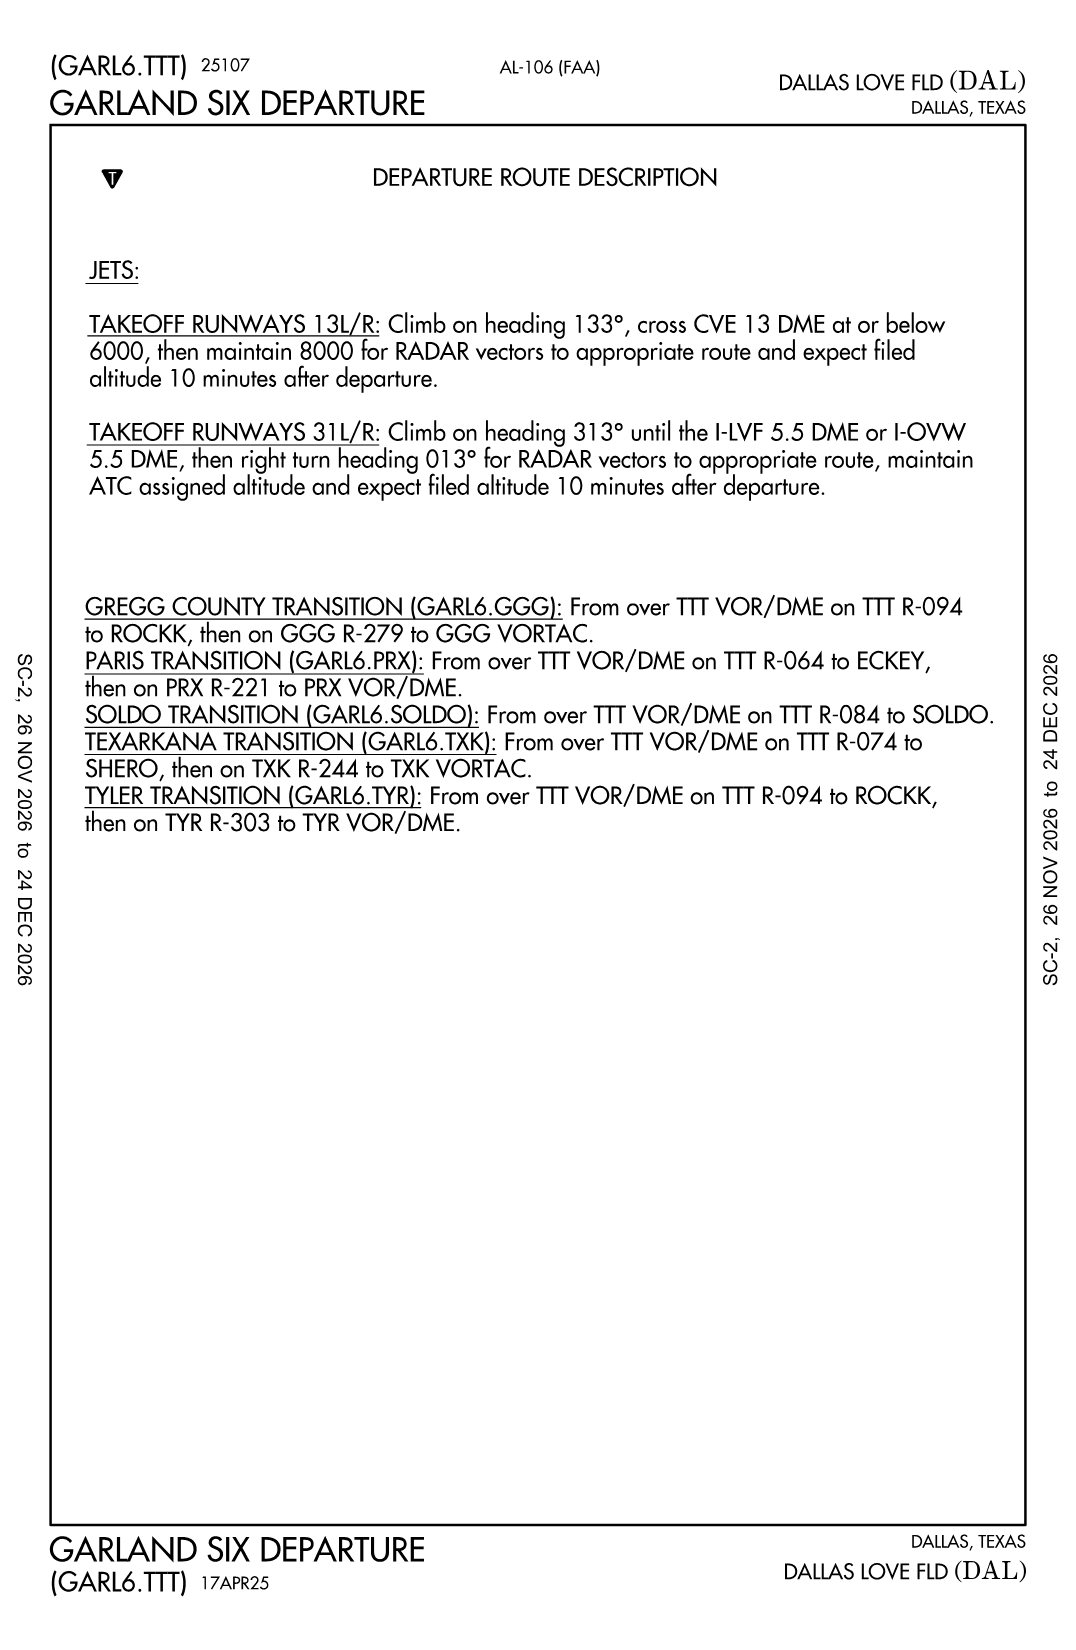 (GARL6.TTT) 25107
AL-106 (FAA)
DALLAS LOVE FLD (DAL)
GARLAND SIX DEPARTURE
DALLAS, TEXAS
T
DEPARTURE ROUTE DESCRIPTION
JETS:
TAKEOFF RUNWAYS 13L/R: Climb on heading 133°, cross CVE 13 DME at or below
6000, then maintain 8000 for RADAR vectors to appropriate route and expect filed
altitude 10 minutes after departure.
TAKEOFF RUNWAYS 31L/R: Climb on heading 313° until the I-LVF 5.5 DME or I-OVW
5.5 DME, then right turn heading 013° for RADAR vectors to appropriate route, maintain
ATC assigned altitude and expect filed altitude 10 minutes after departure.
GREGG COUNTY TRANSITION (GARL6.GGG): From over TTT VOR/DME on TTT R-094
to ROCKK, then on GGG R-279 to GGG VORTAC.
PARIS TRANSITION (GARL6.PRX): From over TTT VOR/DME on TTT R-064 to ECKEY,
then on PRX R-221 to PRX VOR/DME.
SOLDO TRANSITION (GARL6.SOLDO): From over TTT VOR/DME on TTT R-084 to SOLDO.
TEXARKANA TRANSITION (GARL6.TXK): From over TTT VOR/DME on TTT R-074 to
SHERO, then on TXK R-244 to TXK VORTAC.
TYLER TRANSITION (GARL6.TYR): From over TTT VOR/DME on TTT R-094 to ROCKK,
then on TYR R-303 to TYR VOR/DME.
SC-2, 26 NOV 2026 to 24 DEC 2026
SC-2, 26 NOV 2026 to 24 DEC 2026
GARLAND SIX DEPARTURE
DALLAS, TEXAS
(GARL6.TTT) 17APR25
DALLAS LOVE FLD (DAL)